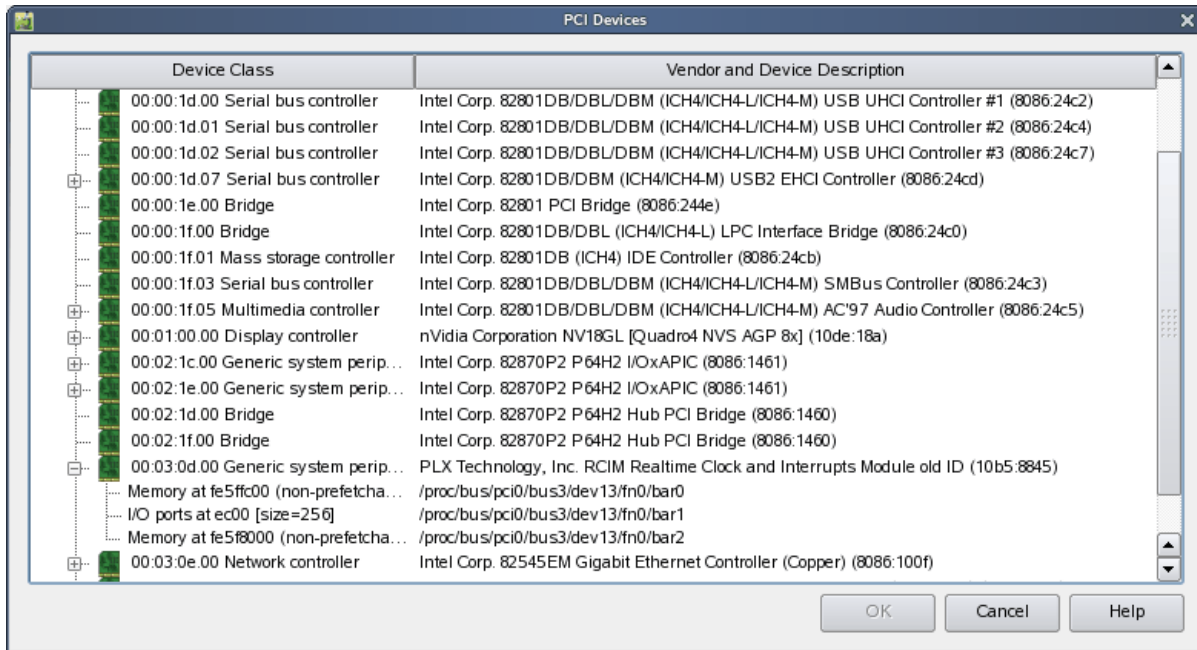 PCI Devices
Device Class Vendor and Device Description
00:00:1d.00 Serial bus controller Intel Corp. 82801DB/DBL/DBM (ICH4/ICH4-L/ICH4-M) USB UHCI Controller #1 (8086:24c2)
00:00:1d.01 Serial bus controller Intel Corp. 82801DB/DBL/DBM (ICH4/ICH4-L/ICH4-M) USB UHCI Controller #2 (8086:24c4)
00:00:1d.02 Serial bus controller Intel Corp. 82801DB/DBL/DBM (ICH4/ICH4-L/ICH4-M) USB UHCI Controller #3 (8086:24c7)
00:00:1d.07 Serial bus controller Intel Corp. 82801DB/DBM (ICH4/ICH4-M) USB2 EHCI Controller (8086:24cd)
00:00:1e.00 Bridge Intel Corp. 82801 PCI Bridge (8086:244e)
00:00:1f.00 Bridge Intel Corp. 82801DB/DBL (ICH4/ICH4-L) LPC Interface Bridge (8086:24c0)
00:00:1f.01 Mass storage controller Intel Corp. 82801DB (ICH4) IDE Controller (8086:24cb)
00:00:1f.03 Serial bus controller Intel Corp. 82801DB/DBL/DBM (ICH4/ICH4-L/ICH4-M) SMBus Controller (8086:24c3)
00:00:1f.05 Multimedia controller Intel Corp. 82801DB/DBL/DBM (ICH4/ICH4-L/ICH4-M) AC'97 Audio Controller (8086:24c5)
00:01:00.00 Display controller nVidia Corporation NV18GL [Quadro4 NVS AGP 8x] (10de:18a)
00:02:1c.00 Generic system perip... Intel Corp. 82870P2 P64H2 I/OxAPIC (8086:1461)
00:02:1e.00 Generic system perip... Intel Corp. 82870P2 P64H2 I/OxAPIC (8086:1461)
00:02:1d.00 Bridge Intel Corp. 82870P2 P64H2 Hub PCI Bridge (8086:1460)
00:02:1f.00 Bridge Intel Corp. 82870P2 P64H2 Hub PCI Bridge (8086:1460)
00:03:0d.00 Generic system perip... PLX Technology, Inc. RCIM Realtime Clock and Interrupts Module old ID (10b5:8845)
Memory at fe5ffc00 (non-prefetcha... /proc/bus/pci0/bus3/dev13/fn0/bar0
I/O ports at ec00 [size=256] /proc/bus/pci0/bus3/dev13/fn0/bar1
Memory at fe5f8000 (non-prefetcha... /proc/bus/pci0/bus3/dev13/fn0/bar2
00:03:0e.00 Network controller Intel Corp. 82545EM Gigabit Ethernet Controller (Copper) (8086:100f)
OK Cancel Help